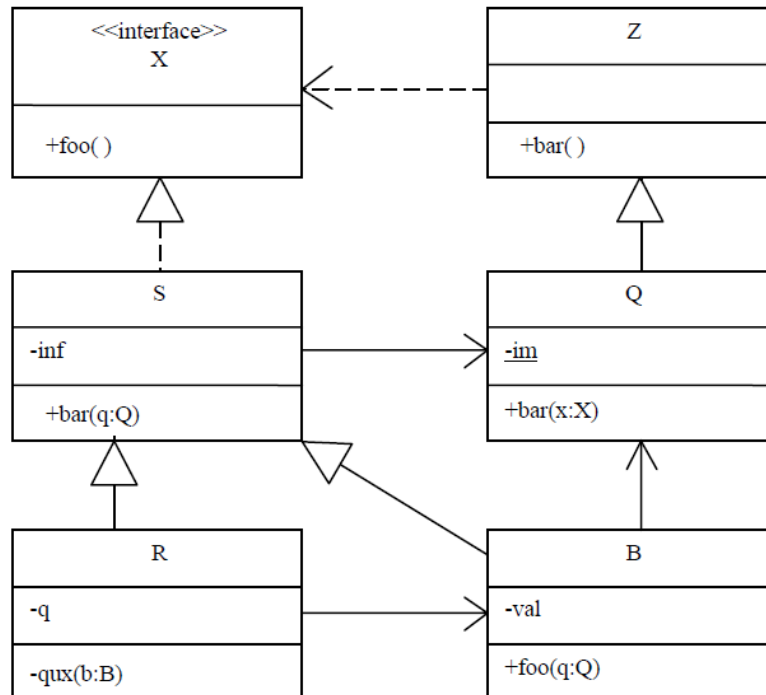 <<interface>>
X
+foo( )
Z
+bar( )
S
-inf
+bar(q:Q)
Q
-im
+bar(x:X)
R
-q
-qux(b:B)
B
-val
+foo(q:Q)